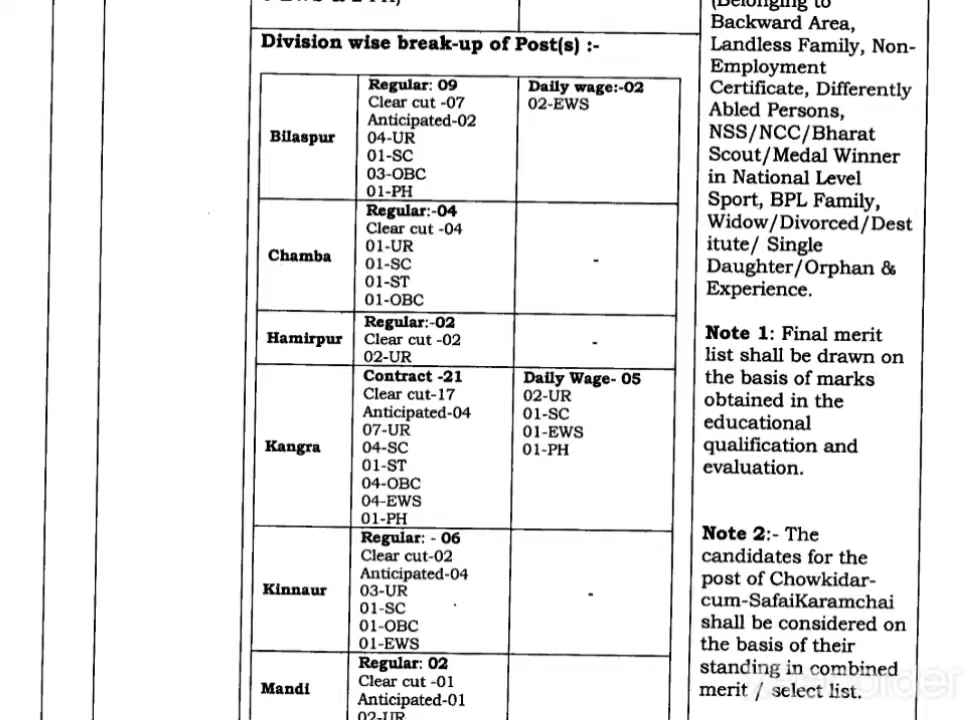 Division wise break-up of Post(s) :-
Bilaspur
Regular: 09
Clear cut -07
Anticipated-02
04-UR
01-SC
03-OBC
01-PH
Daily wage:-02
02-EWS
Chamba
Regular:-04
Clear cut -04
01-UR
01-SC
01-ST
01-OBC
-
Hamirpur
Regular:-02
Clear cut -02
02-UR
-
Kangra
Contract -21
Clear cut-17
Anticipated-04
07-UR
04-SC
01-ST
04-OBC
04-EWS
01-PH
Daily Wage- 05
02-UR
01-SC
01-EWS
01-PH
Kinnaur
Regular: - 06
Clear cut-02
Anticipated-04
03-UR
01-SC
01-OBC
01-EWS
-
Mandi
Regular: 02
Clear cut -01
Anticipated-01
02-UR
(Belonging to
Backward Area,
Landless Family, Non-
Employment
Certificate, Differently
Abled Persons,
NSS/NCC/Bharat
Scout/Medal Winner
in National Level
Sport, BPL Family,
Widow/Divorced/Dest
itute/ Single
Daughter/Orphan &
Experience.
Note 1: Final merit
list shall be drawn on
the basis of marks
obtained in the
educational
qualification and
evaluation.
Note 2:- The
candidates for the
post of Chowkidar-
cum-SafaiKaramchai
shall be considered on
the basis of their
standing in combined
merit / select list.